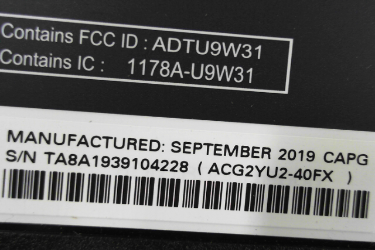 Contains FCC ID : ADTU9W31
Contains IC : 1178A-U9W31
MANUFACTURED: SEPTEMBER 2019 CAPG
S/N TA8A1939104228 ( ACG2YU2-40FX )